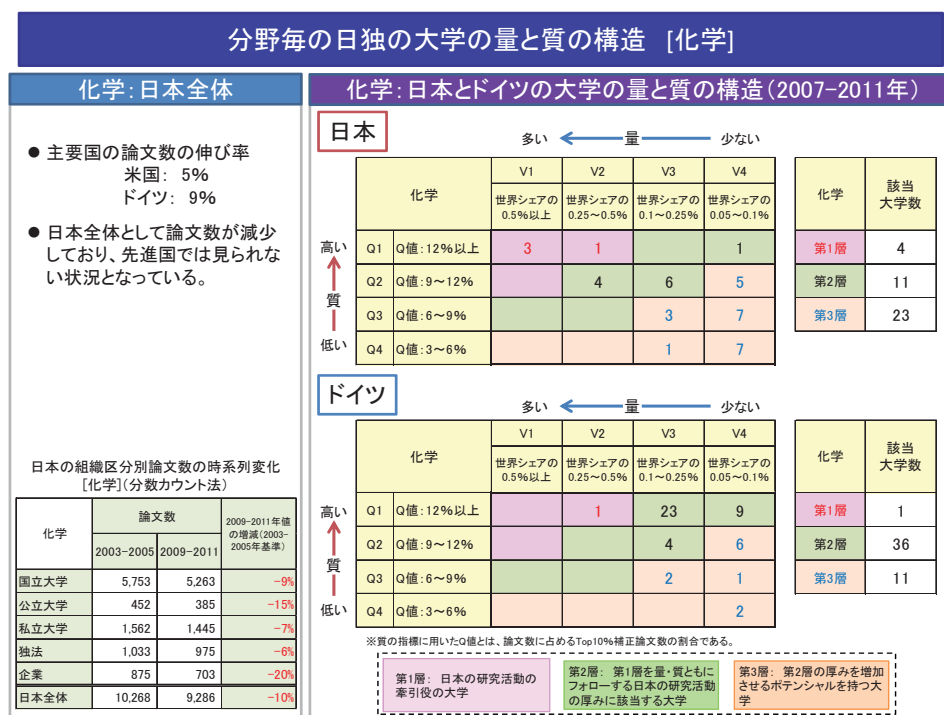 分野毎の日独の大学の量と質の構造 [化学]
化学:日本全体
● 主要国の論文数の伸び率
米国: 5%
ドイツ: 9%
● 日本全体として論文数が減少
しており、先進国では見られな
い状況となっている。
日本の組織区分別論文数の時系列変化
[化学](分数カウント法)
化学 論文数 2009-2011年値の増減(2003-2005年基準)
2003-2005 2009-2011
国立大学 5,753 5,263 -9%
公立大学 452 385 -15%
私立大学 1,562 1,445 -7%
独法 1,033 975 -6%
企業 875 703 -20%
日本全体 10,268 9,286 -10%
化学:日本とドイツの大学の量と質の構造(2007-2011年)
日本
多い 量 少ない
化学 V1 V2 V3 V4
世界シェアの0.5%以上 世界シェアの0.25~0.5% 世界シェアの0.1~0.25% 世界シェアの0.05~0.1%
高い Q1 Q値:12%以上 3 1 1
Q2 Q値:9~12% 4 6 5
質
Q3 Q値:6~9% 3 7
低い Q4 Q値:3~6% 1 7
化学 該当大学数
第1層 4
第2層 11
第3層 23
ドイツ
多い 量 少ない
化学 V1 V2 V3 V4
世界シェアの0.5%以上 世界シェアの0.25~0.5% 世界シェアの0.1~0.25% 世界シェアの0.05~0.1%
高い Q1 Q値:12%以上 1 23 9
Q2 Q値:9~12% 4 6
質
Q3 Q値:6~9% 2 1
低い Q4 Q値:3~6% 2
化学 該当大学数
第1層 1
第2層 36
第3層 11
※質の指標に用いたQ値とは、論文数に占めるTop10%補正論文数の割合である。
第1層: 日本の研究活動の
牽引役の大学
第2層: 第1層を量・質ともに
フォローする日本の研究活動
の厚みに該当する大学
第3層: 第2層の厚みを増加
させるポテンシャルを持つ大
学